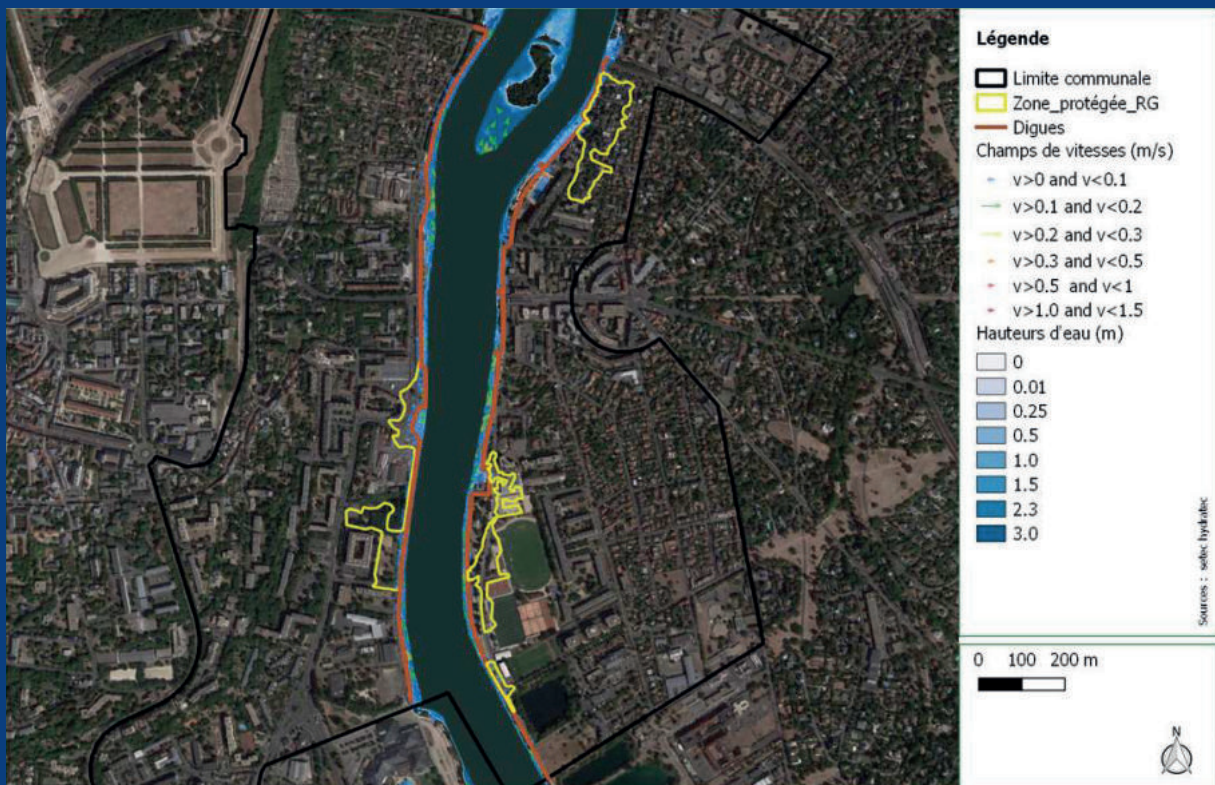 Légende
Limite communale
Zone_protégée_RG
Digues
Champs de vitesses (m/s)
v>0 and v<0.1
v>0.1 and v<0.2
v>0.2 and v<0.3
v>0.3 and v<0.5
v>0.5 and v<1
v>1.0 and v<1.5
Hauteurs d'eau (m)
0
0.01
0.25
0.5
1.0
1.5
2.3
3.0
Sources : setec hydratec
0 100 200 m
N